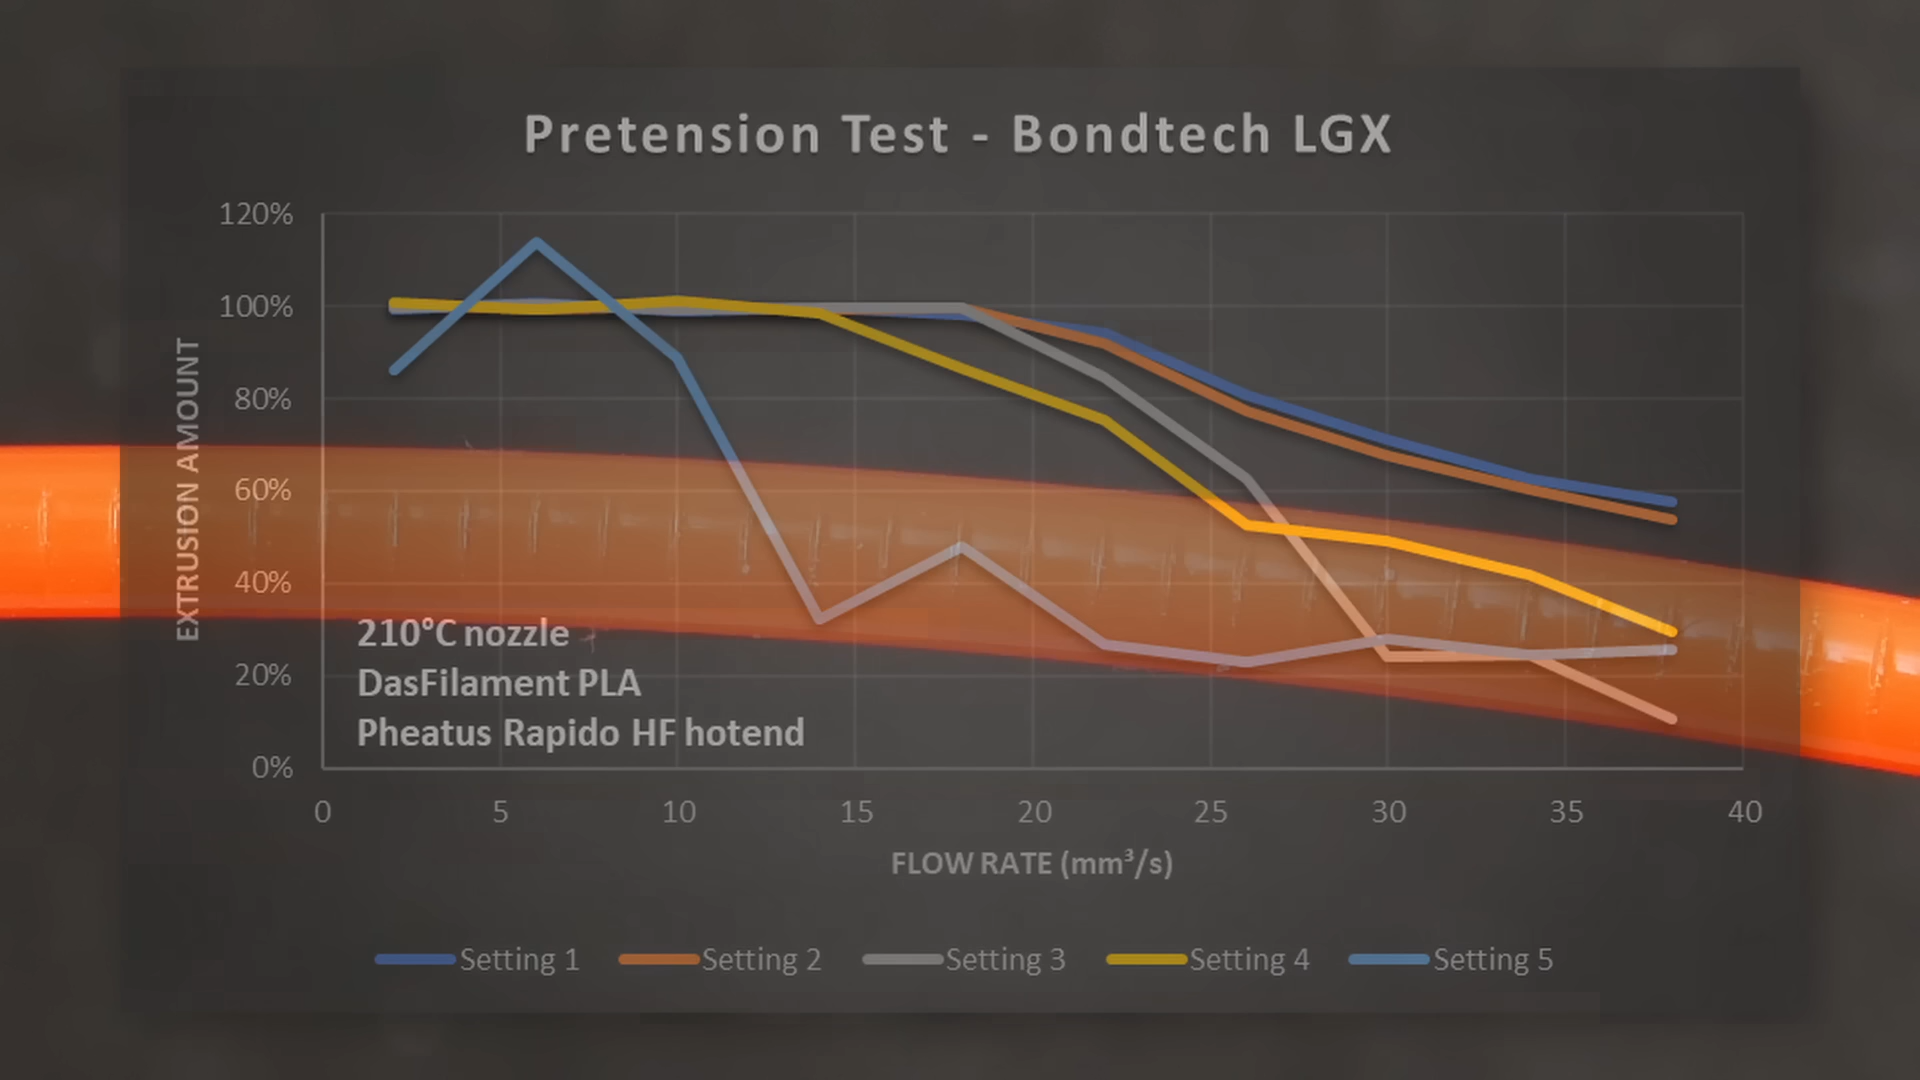 Pretension Test - Bondtech LGX
120%
100%
80%
60%
40%
20%
0%
EXTRUSION AMOUNT
210°C nozzle
DasFilament PLA
Pheatus Rapido HF hotend
0 5 10 15 20 25 30 35 40
FLOW RATE (mm³/s)
Setting 1 Setting 2 Setting 3 Setting 4 Setting 5